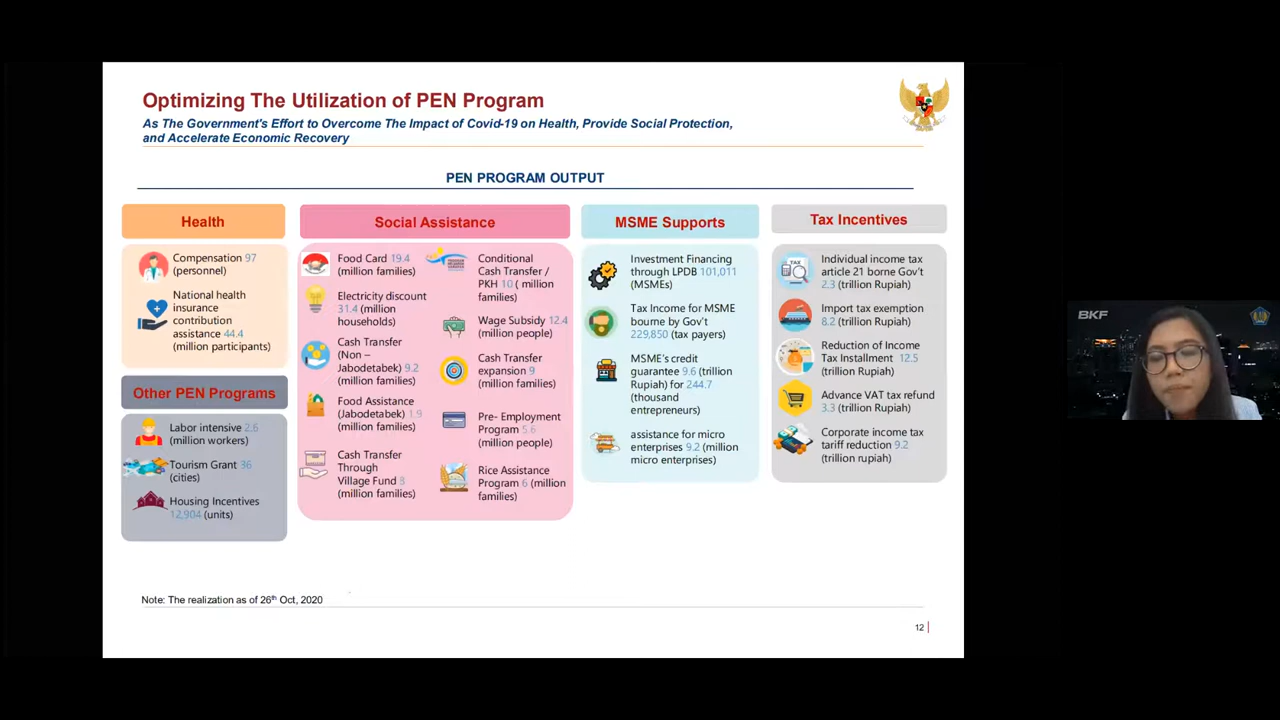 Optimizing The Utilization of PEN Program
As The Government's Effort to Overcome The Impact of Covid-19 on Health, Provide Social Protection,
and Accelerate Economic Recovery
PEN PROGRAM OUTPUT
Health
Compensation 97
(personnel)
National health
insurance
contribution
assistance 44.4
(million participants)
Other PEN Programs
Labor intensive 2.6
(million workers)
Tourism Grant 36
(cities)
Housing Incentives
12,904 (units)
Social Assistance
Food Card 19.4
(million families)
Electricity discount
31.4 (million
households)
Cash Transfer
(Non –
Jabodetabek) 9.2
(million families)
Food Assistance
(Jabodetabek) 1.9
(million families)
Cash Transfer
Through
Village Fund 8
(million families)
Conditional
Cash Transfer /
PKH 10 ( million
families)
Wage Subsidy 12.4
(million people)
Cash Transfer
expansion 9
(million families)
Pre- Employment
Program 5.6
(million people)
Rice Assistance
Program 6 (million
families)
MSME Supports
Investment Financing
through LPDB 101,011
(MSMEs)
Tax Income for MSME
bourne by Gov't
229,850 (tax payers)
MSME's credit
guarantee 9.6 (trillion
Rupiah) for 244.7
(thousand
entrepreneurs)
assistance for micro
enterprises 9.2 (million
micro enterprises)
Tax Incentives
TAX
Individual income tax
article 21 borne Gov't
2.3 (trillion Rupiah)
Import tax exemption
8.2 (trillion Rupiah)
Reduction of Income
Tax Installment 12.5
(trillion Rupiah)
Advance VAT tax refund
3.3 (trillion Rupiah)
Corporate income tax
tariff reduction 9.2
(trillion rupiah)
Note: The realization as of 26th Oct, 2020
12
BKF